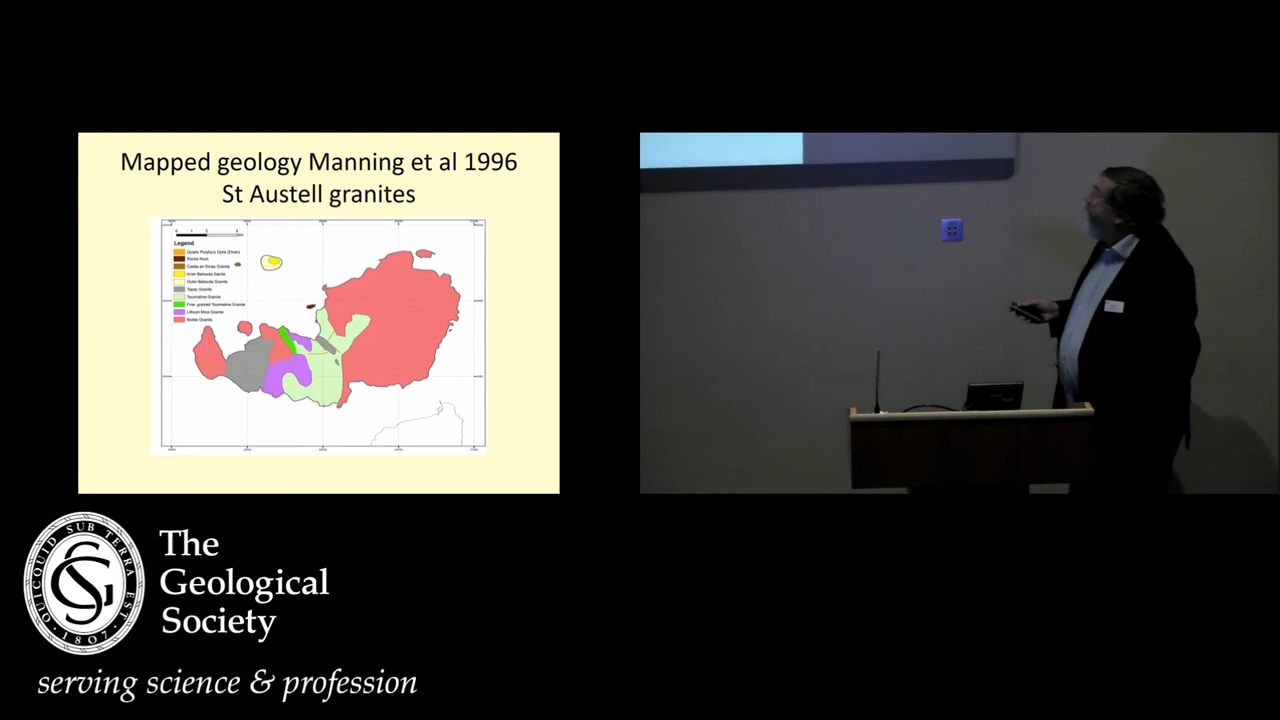 Mapped geology Manning et al 1996
St Austell granites
Legend
Quartz Porphyry Dyke (Elvan)
Roche Rock
Castle an Dinas Granite
Inner Belowda Granite
Outer Belowda Granite
Topaz Granite
Tourmaline Granite
Fine-grained Tourmaline Granite
Lithium Mica Granite
Biotite Granite
QUICQUID SUB TERRA EST
1807
The
Geological
Society
serving science & profession